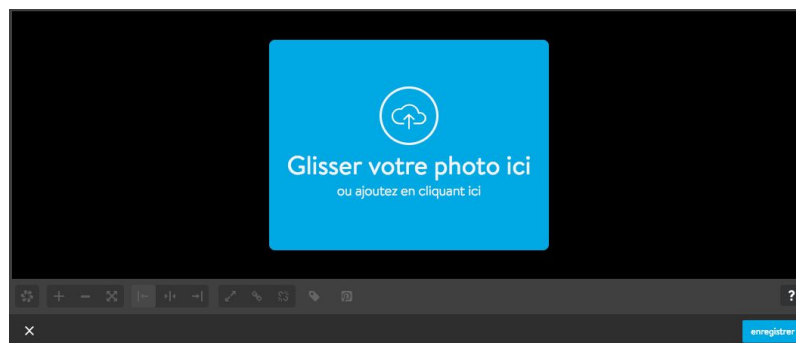 Glisser votre photo ici
ou ajoutez en cliquant ici
?
enregistrer